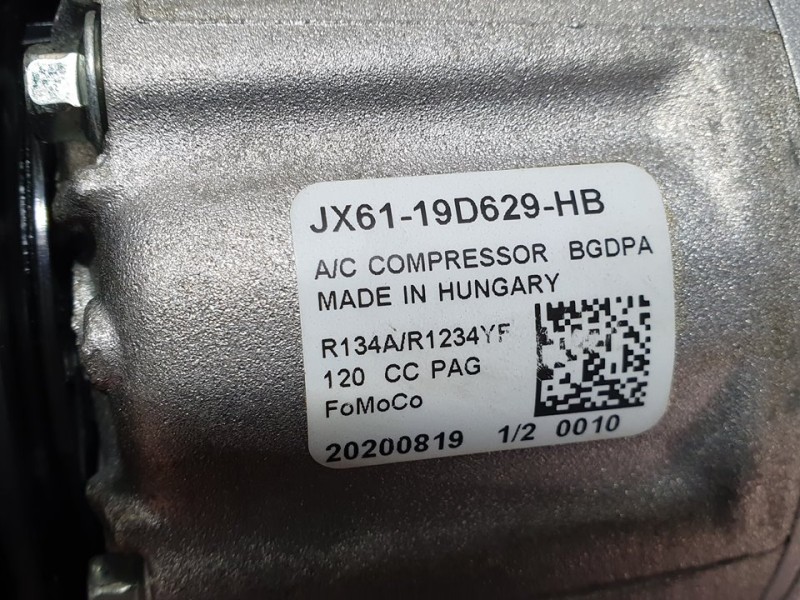 JX61-19D629-HB
A/C COMPRESSOR BGDPA
MADE IN HUNGARY
R134A/R1234YF
120 CC PAG
FoMoCo
20200819 1/2 0010